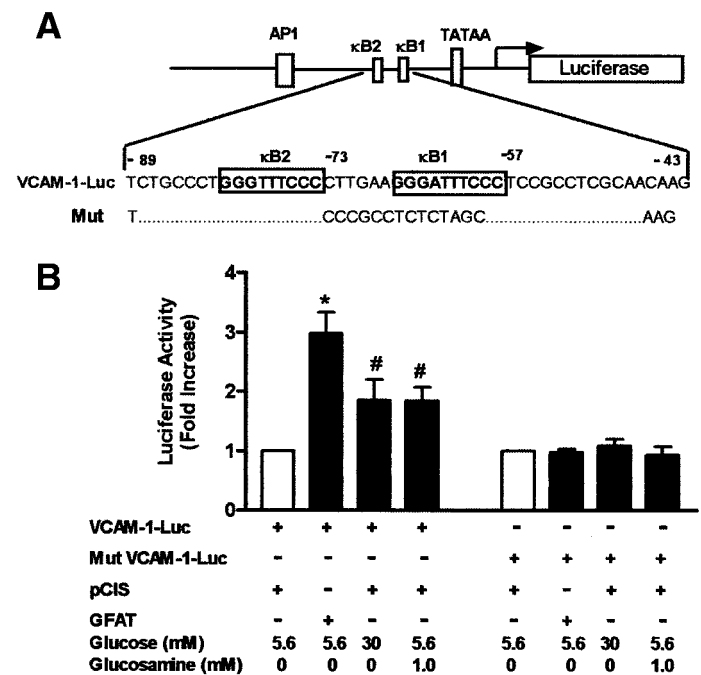 A
AP1 κB2 κB1 TATAA
Luciferase
- 89 κB2 -73 κB1 -57 - 43
VCAM-1-Luc TCTGCCCTGGGTTTCCCCTTGAAGGGATTTCCCTCCGCCTCGCAACAAG
Mut T...............................CCCGCCTCTCTAGC............................AAG
B
Luciferase Activity
(Fold Increase)
4
3
2
1
0
* # #
VCAM-1-Luc + + + + - - - -
Mut VCAM-1-Luc - - - - + + + +
pCIS + - + + + - + +
GFAT - + - - - + - -
Glucose (mM) 5.6 5.6 30 5.6 5.6 5.6 30 5.6
Glucosamine (mM) 0 0 0 1.0 0 0 0 1.0